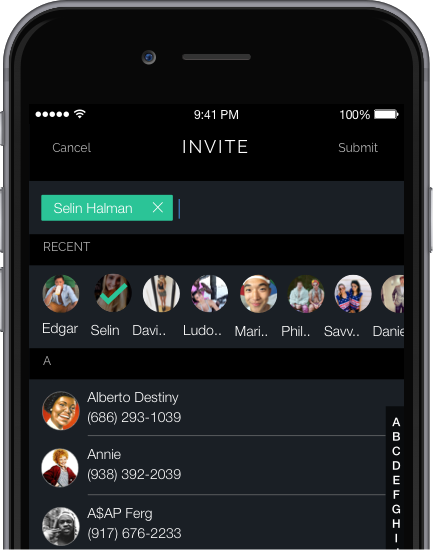 9:41 PM 100%
Cancel INVITE Submit
Selin Halman
RECENT
Edgar Selin Davi.. Ludo.. Mari.. Phil.. Savv.. Danie
A
Alberto Destiny
(686) 293-1039
Annie
(938) 392-2039
A$AP Ferg
(917) 676-2233
A
B
C
D
E
F
G
H
I